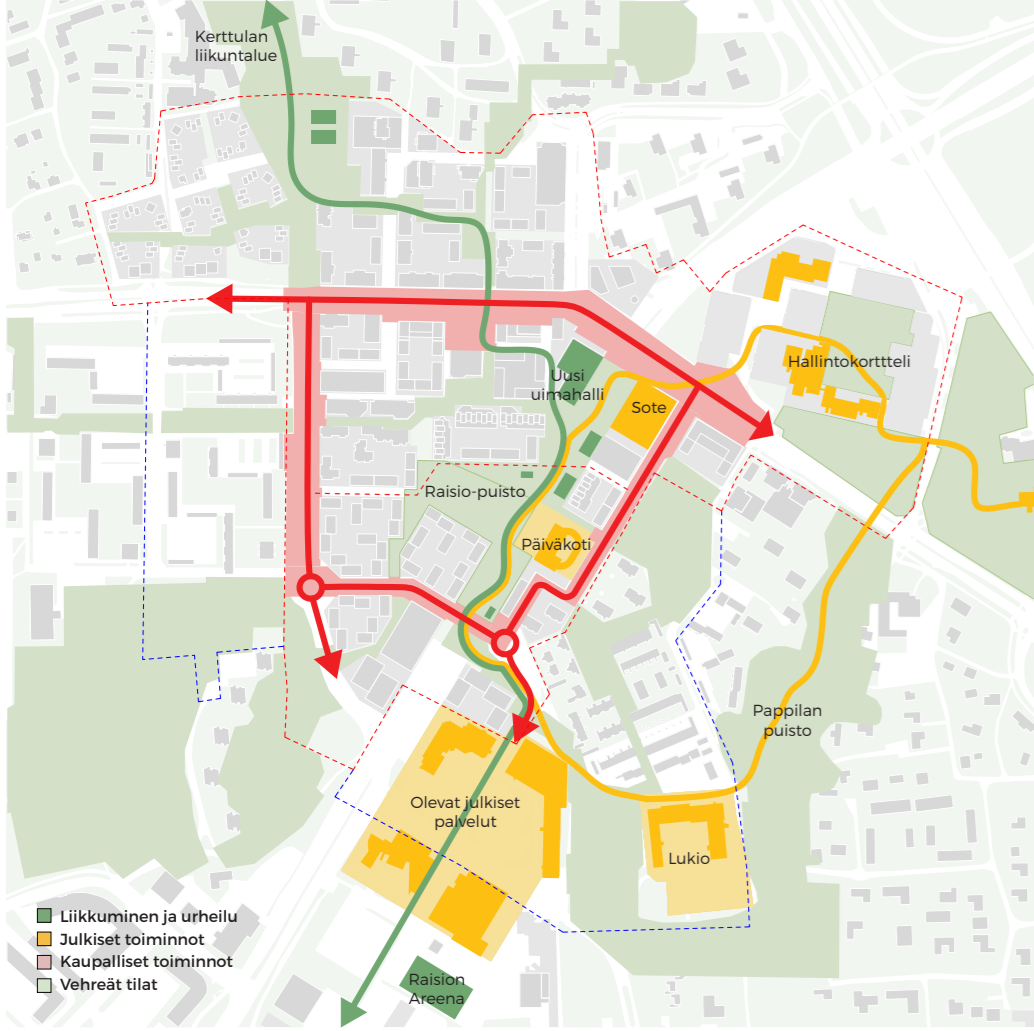 Kerttulan
liikuntalue
Hallintokorttteli
Uusi
uimahalli
Sote
Raisio-puisto
Päiväkoti
Pappilan
puisto
Olevat julkiset
palvelut
Lukio
Liikkuminen ja urheilu
Julkiset toiminnot
Kaupalliset toiminnot
Vehreät tilat
Raision
Areena